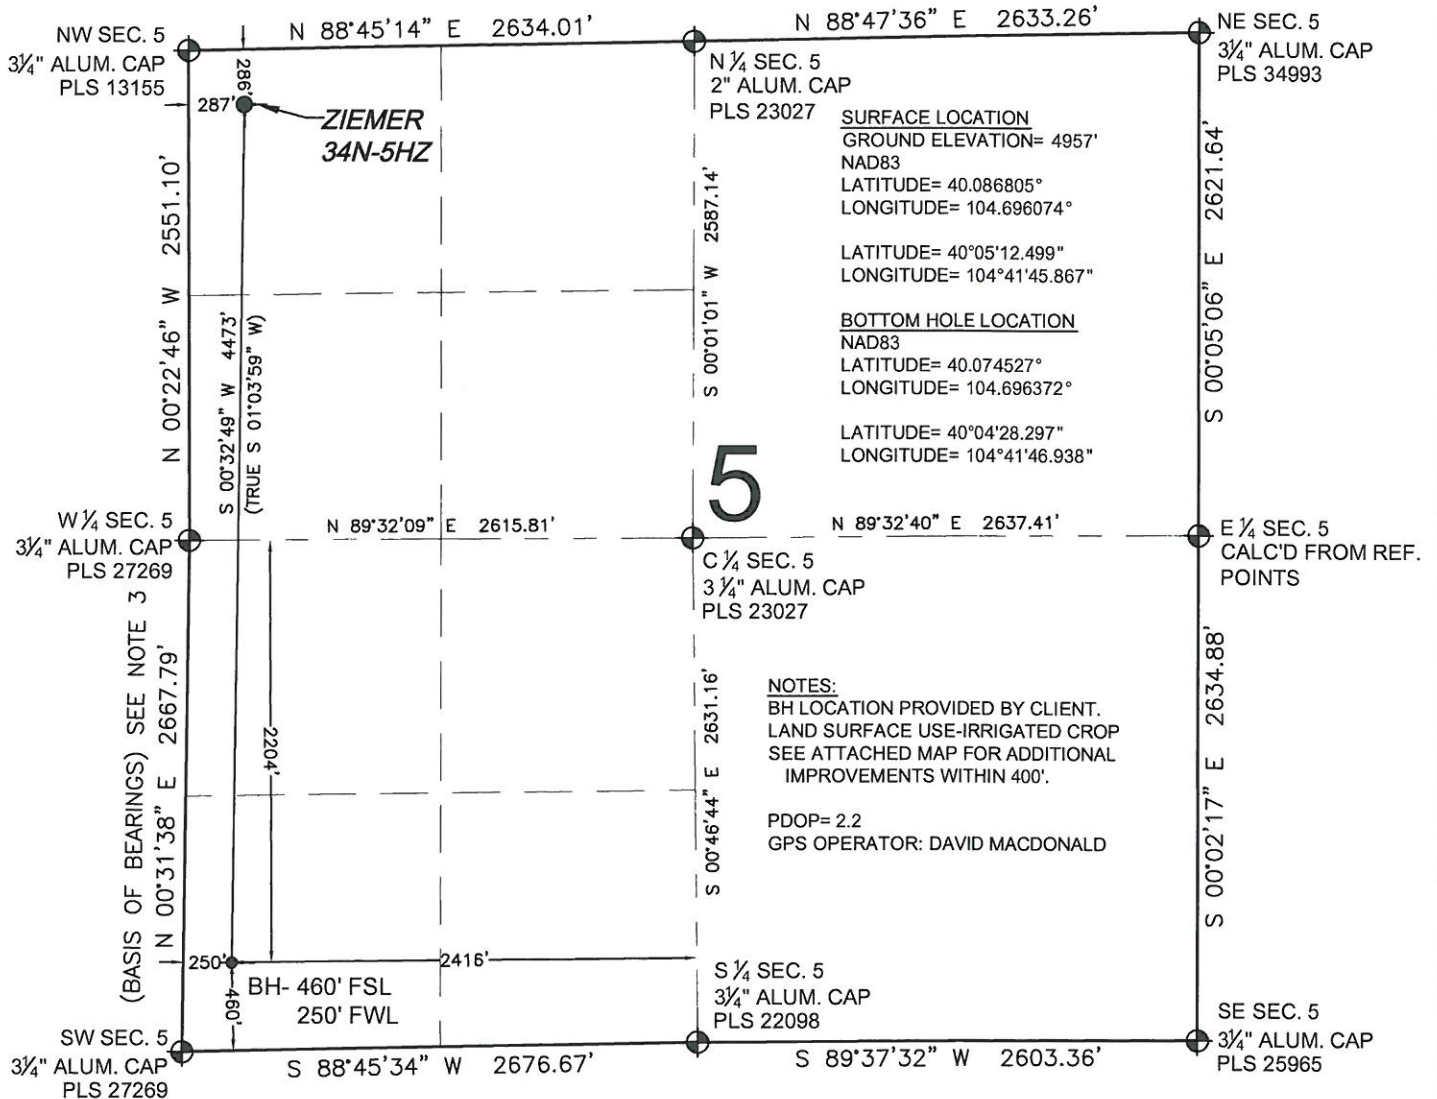 NW SEC. 5
3¼" ALUM. CAP
PLS 13155
N 88°45'14" E 2634.01'
N 88°47'36" E 2633.26'
NE SEC. 5
3¼" ALUM. CAP
PLS 34993
N ¼ SEC. 5
2" ALUM. CAP
PLS 23027
286'
287'
ZIEMER
34N-5HZ
SURFACE LOCATION
GROUND ELEVATION= 4957'
NAD83
LATITUDE= 40.086805°
LONGITUDE= 104.696074°
LATITUDE= 40°05'12.499"
LONGITUDE= 104°41'45.867"
BOTTOM HOLE LOCATION
NAD83
LATITUDE= 40.074527°
LONGITUDE= 104.696372°
LATITUDE= 40°04'28.297"
LONGITUDE= 104°41'46.938"
N 00°22'46" W 2551.10'
S 00°32'49" W 4473'
(TRUE S 01°03'59" W)
S 00°01'01" W 2587.14'
S 00°05'06" E 2621.64'
5
W ¼ SEC. 5
3¼" ALUM. CAP
PLS 27269
N 89°32'09" E 2615.81'
N 89°32'40" E 2637.41'
C ¼ SEC. 5
3 ¼" ALUM. CAP
PLS 23027
E ¼ SEC. 5
CALC'D FROM REF.
POINTS
(BASIS OF BEARINGS) SEE NOTE 3
N 00°31'38" E 2667.79'
2204'
S 00°46'44" E 2631.16'
S 00°02'17" E 2634.88'
NOTES:
BH LOCATION PROVIDED BY CLIENT.
LAND SURFACE USE-IRRIGATED CROP
SEE ATTACHED MAP FOR ADDITIONAL
IMPROVEMENTS WITHIN 400'.
PDOP= 2.2
GPS OPERATOR: DAVID MACDONALD
250'
2416'
460'
BH- 460' FSL
250' FWL
S ¼ SEC. 5
3¼" ALUM. CAP
PLS 22098
SW SEC. 5
3¼" ALUM. CAP
PLS 27269
S 88°45'34" W 2676.67'
S 89°37'32" W 2603.36'
SE SEC. 5
3¼" ALUM. CAP
PLS 25965